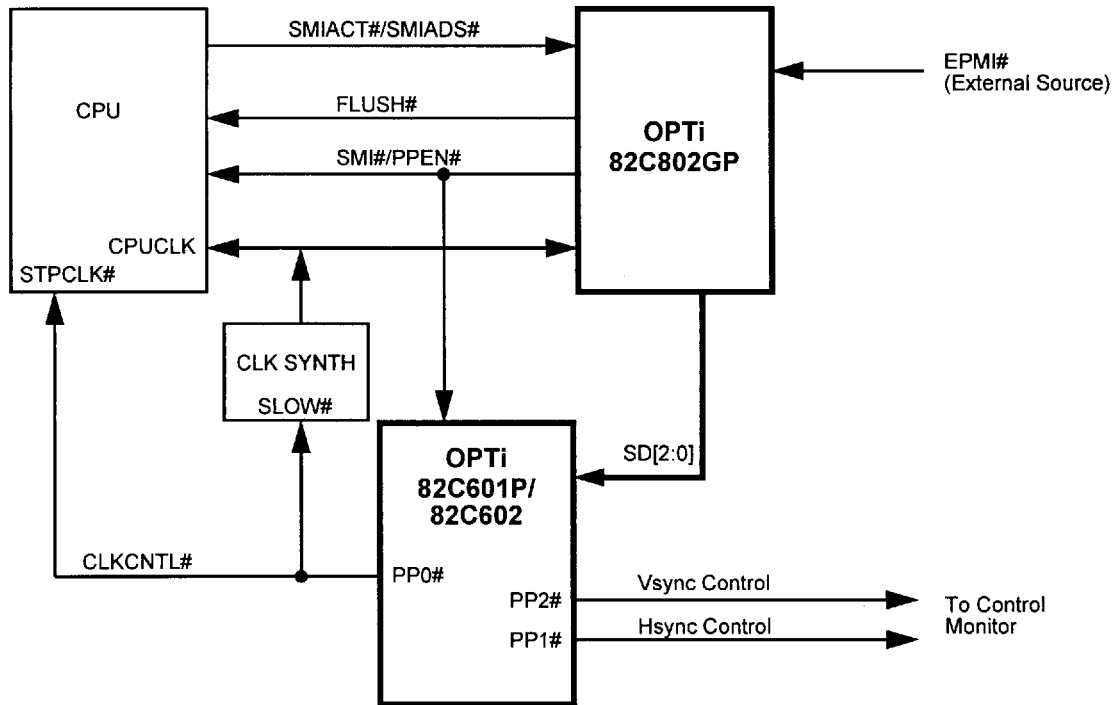 SMIACT#/SMIADS#
EPMI#
(External Source)
CPU
FLUSH#
OPTi
82C802GP
SMI#/PPEN#
CPUCLK
STPCLK#
CLK SYNTH
SLOW#
SD[2:0]
OPTi
82C601P/
82C602
CLKCNTL#
PP0#
PP2#
Vsync Control
PP1#
Hsync Control
To Control
Monitor